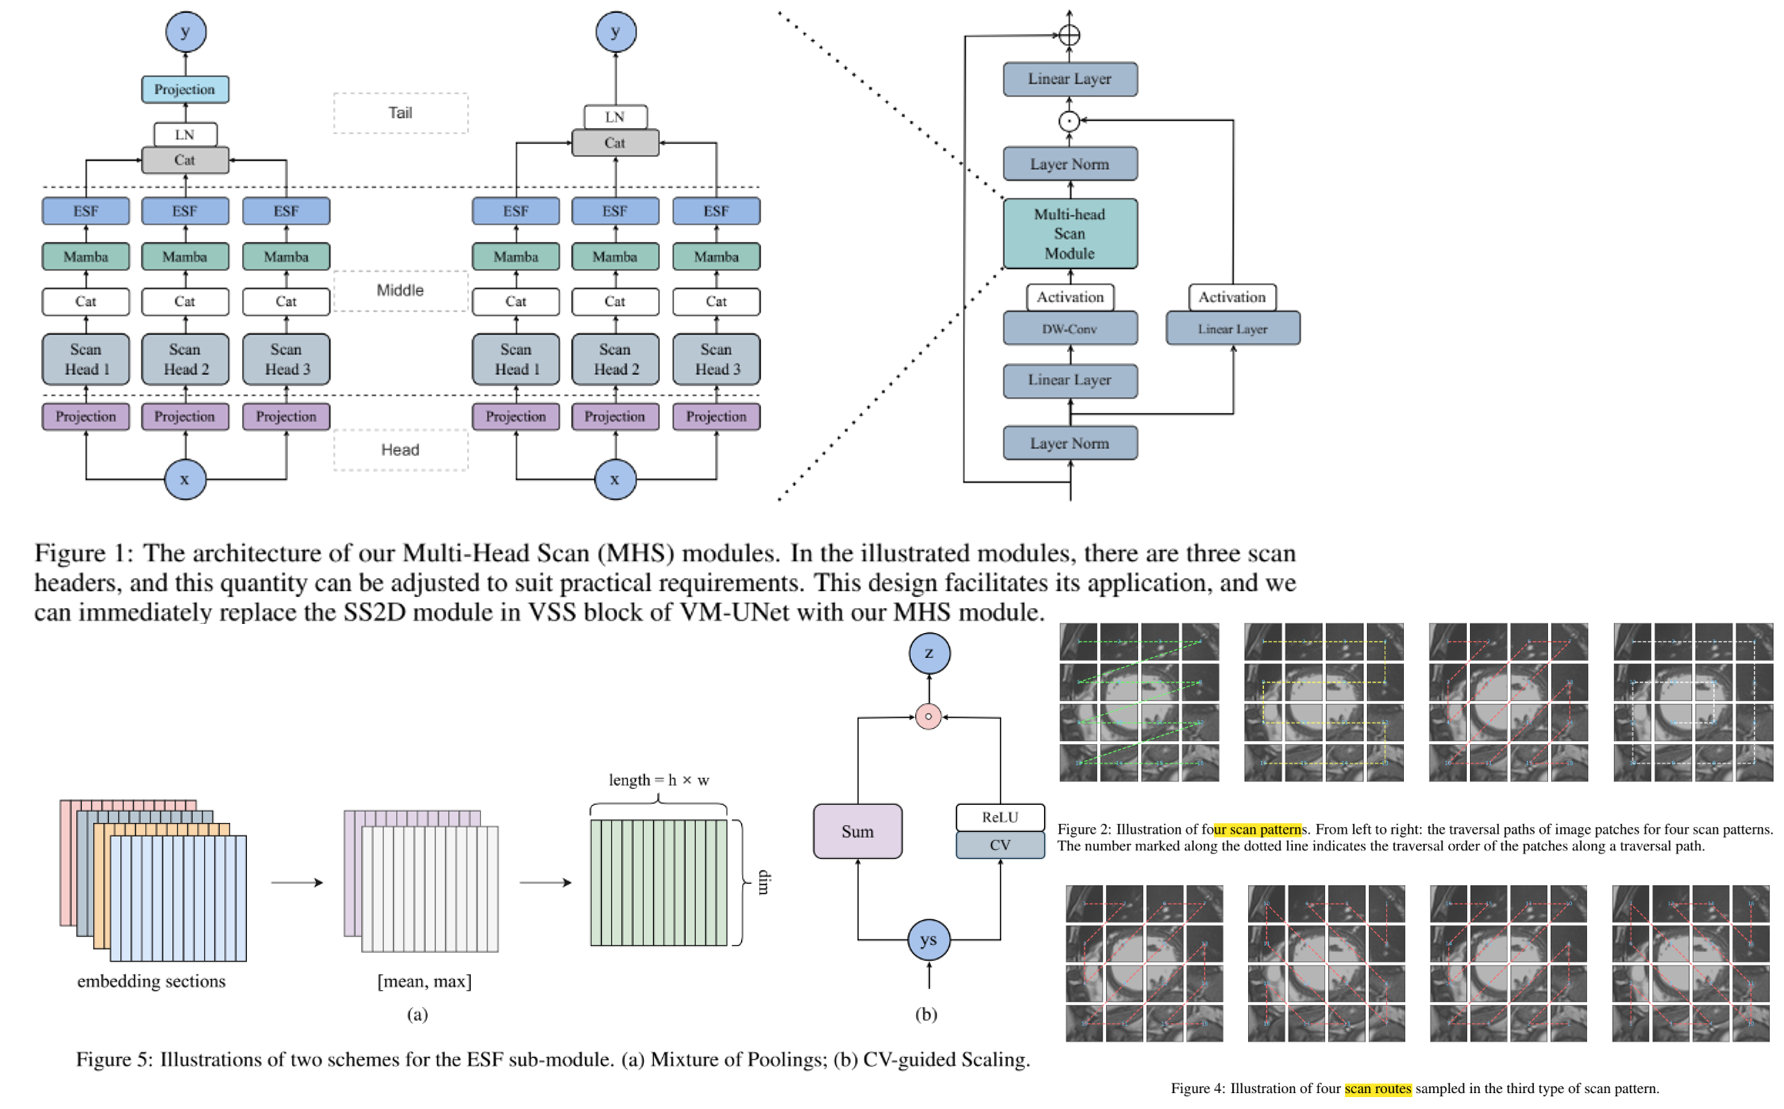 y
Projection
LN
Cat
ESF
ESF
ESF
Mamba
Mamba
Mamba
Cat
Cat
Cat
Scan
Head 1
Scan
Head 2
Scan
Head 3
Projection
Projection
Projection
x
Tail
Middle
Head
y
LN
Cat
ESF
ESF
ESF
Mamba
Mamba
Mamba
Cat
Cat
Cat
Scan
Head 1
Scan
Head 2
Scan
Head 3
Projection
Projection
Projection
x
Linear Layer
Layer Norm
Multi-head
Scan
Module
Activation
Activation
DW-Conv
Linear Layer
Linear Layer
Layer Norm
Figure 1: The architecture of our Multi-Head Scan (MHS) modules. In the illustrated modules, there are three scan
headers, and this quantity can be adjusted to suit practical requirements. This design facilitates its application, and we
can immediately replace the SS2D module in VSS block of VM-UNet with our MHS module.
embedding sections
[mean, max]
length = h × w
dim
(a)
z
Sum
ReLU
CV
ys
(b)
Figure 5: Illustrations of two schemes for the ESF sub-module. (a) Mixture of Poolings; (b) CV-guided Scaling.
Figure 2: Illustration of four scan patterns. From left to right: the traversal paths of image patches for four scan patterns.
The number marked along the dotted line indicates the traversal order of the patches along a traversal path.
Figure 4: Illustration of four scan routes sampled in the third type of scan pattern.